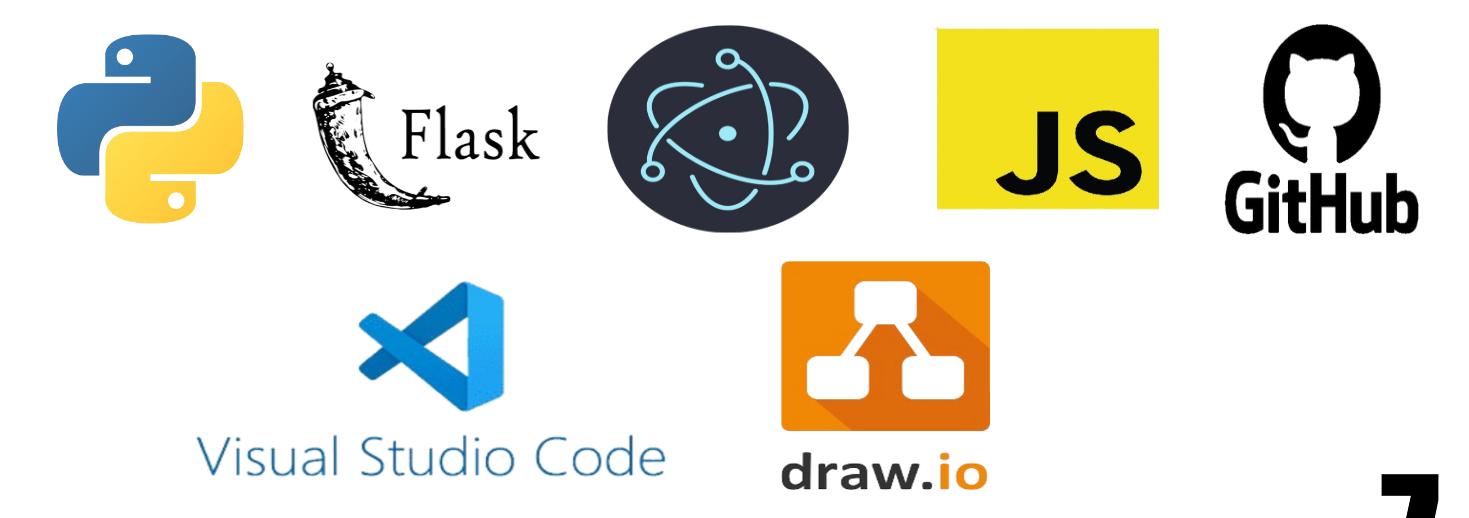 Flask
JS
GitHub
Visual Studio Code
draw.io
7